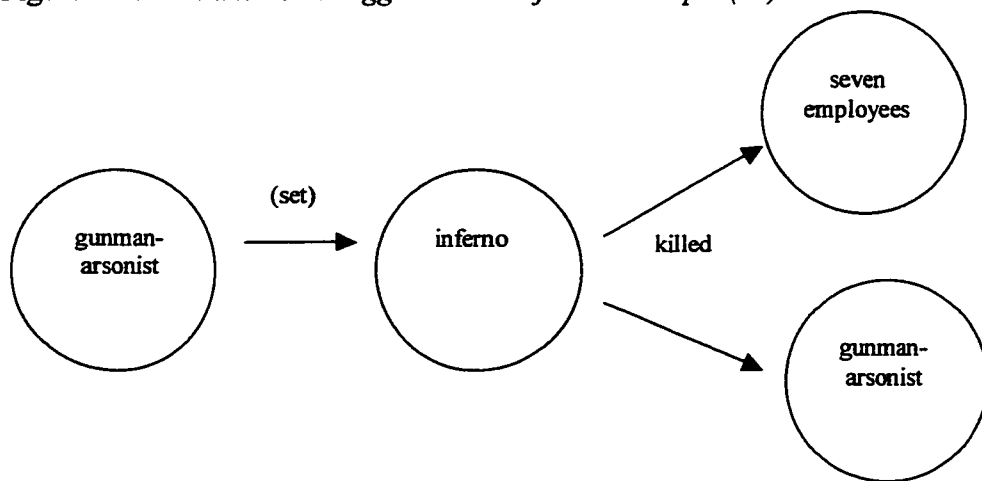 seven
employees
(set)
gunman-
arsonist
inferno
killed
gunman-
arsonist